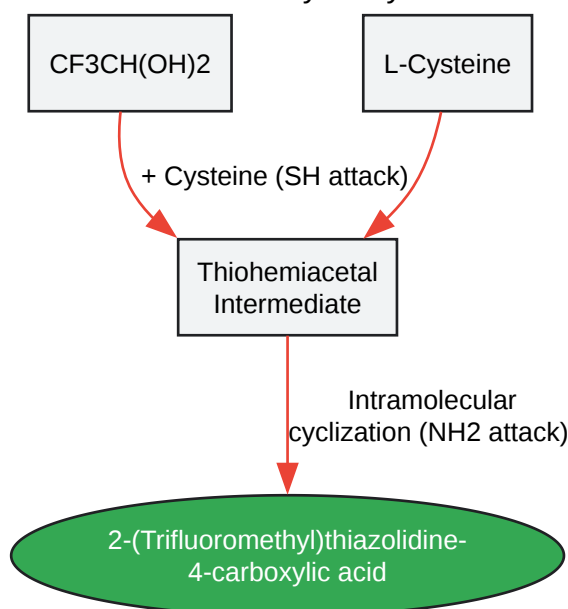 CF3CH(OH)2
L-Cysteine
+ Cysteine (SH attack)
Thiohemiacetal
Intermediate
Intramolecular
cyclization (NH2 attack)
2-(Trifluoromethyl)thiazolidine-
4-carboxylic acid